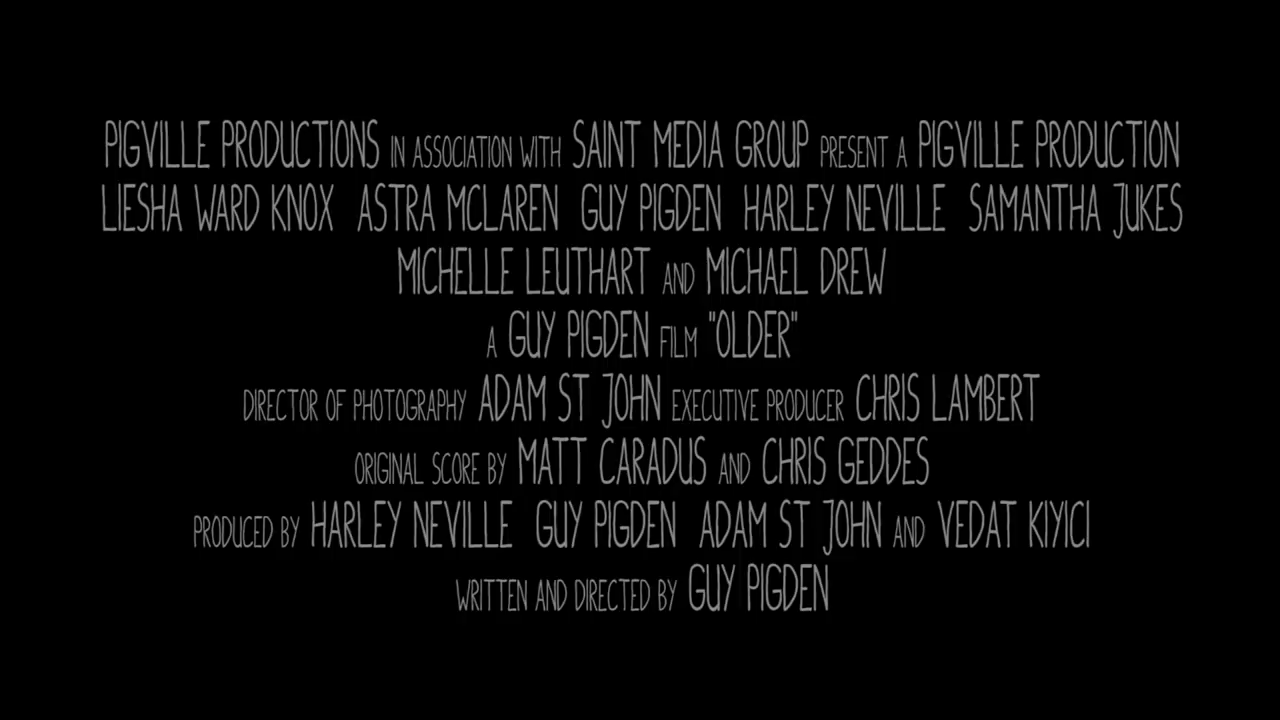 PIGVILLE PRODUCTIONS IN ASSOCIATION WITH SAINT MEDIA GROUP PRESENT A PIGVILLE PRODUCTION
LIESHA WARD KNOX ASTRA MCLAREN GUY PIGDEN HARLEY NEVILLE SAMANTHA JUKES
MICHELLE LEUTHART AND MICHAEL DREW
A GUY PIGDEN FILM "OLDER"
DIRECTOR OF PHOTOGRAPHY ADAM ST JOHN EXECUTIVE PRODUCER CHRIS LAMBERT
ORIGINAL SCORE BY MATT CARADUS AND CHRIS GEDDES
PRODUCED BY HARLEY NEVILLE GUY PIGDEN ADAM ST JOHN AND VEDAT KIYICI
WRITTEN AND DIRECTED BY GUY PIGDEN